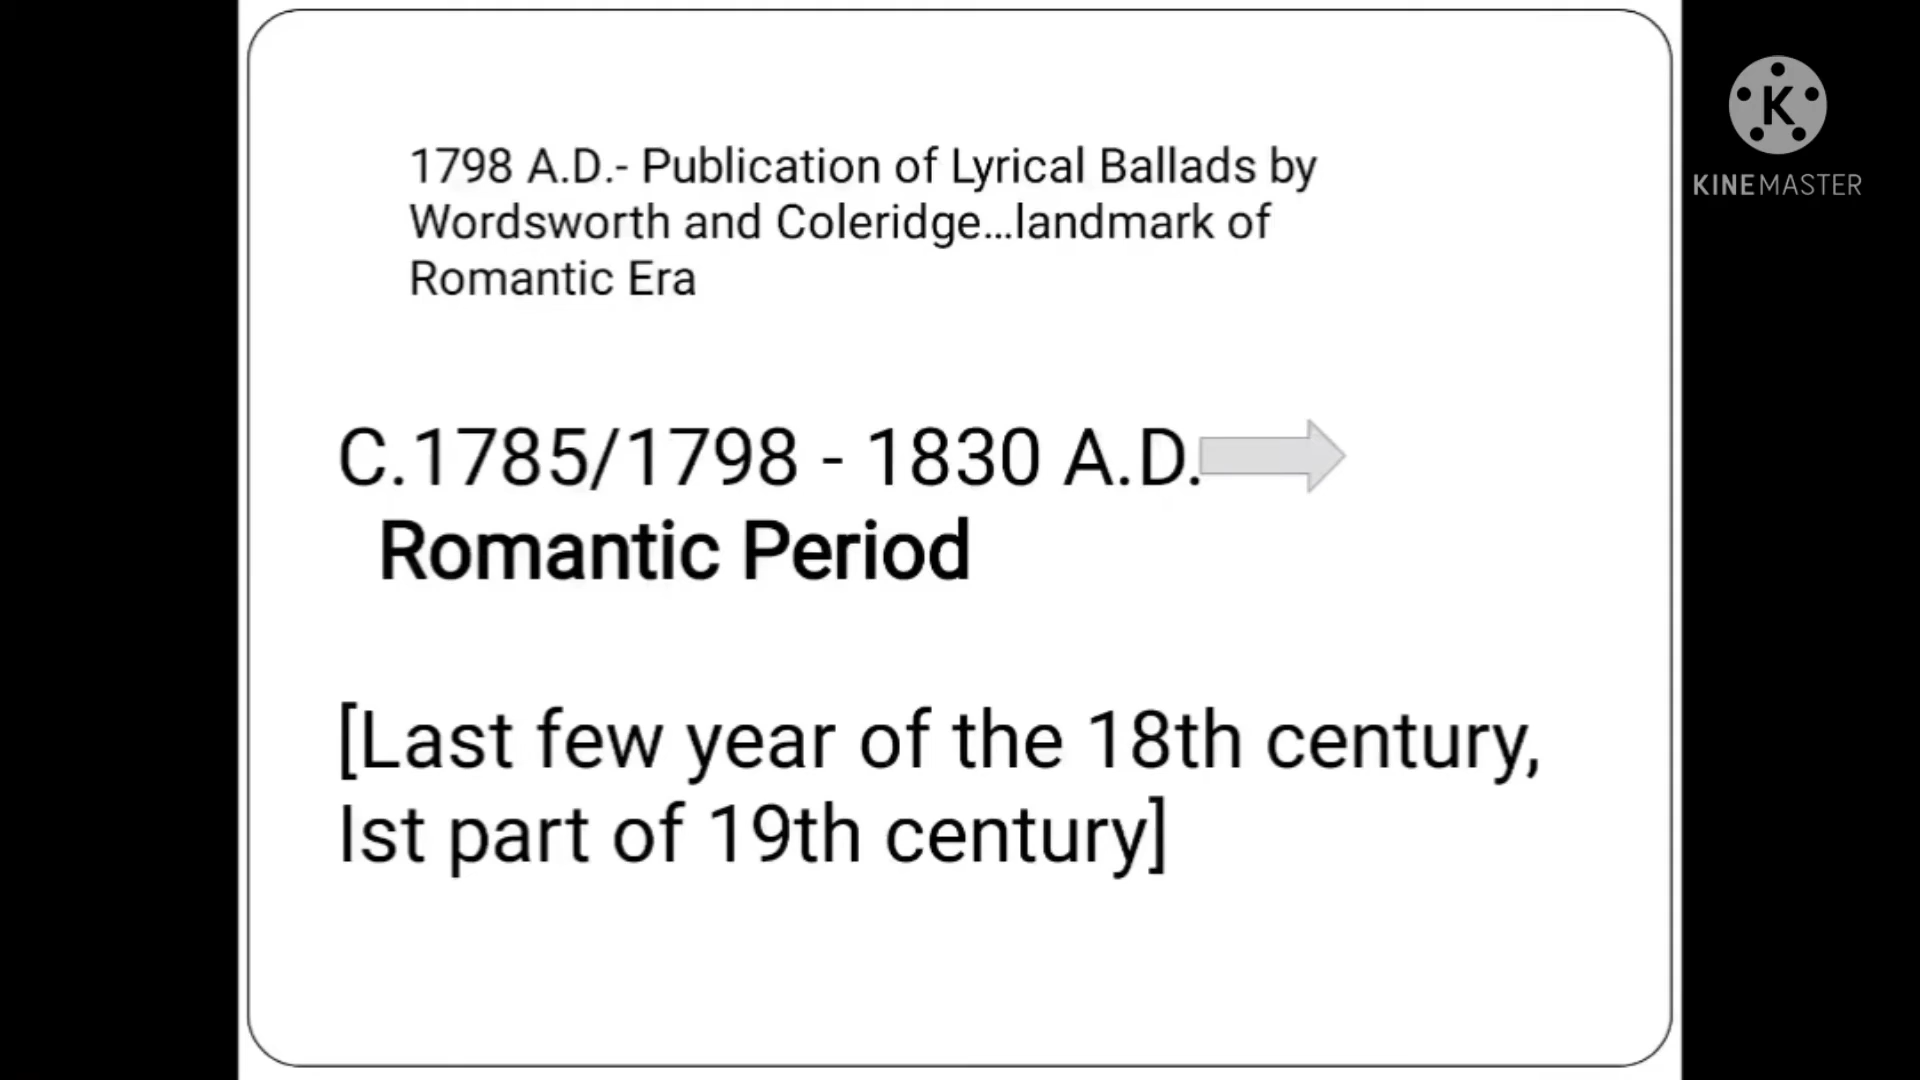 1798 A.D.- Publication of Lyrical Ballads by
Wordsworth and Coleridge...landmark of
Romantic Era
C.1785/1798 - 1830 A.D.
Romantic Period
[Last few year of the 18th century,
Ist part of 19th century]
K
KINEMASTER